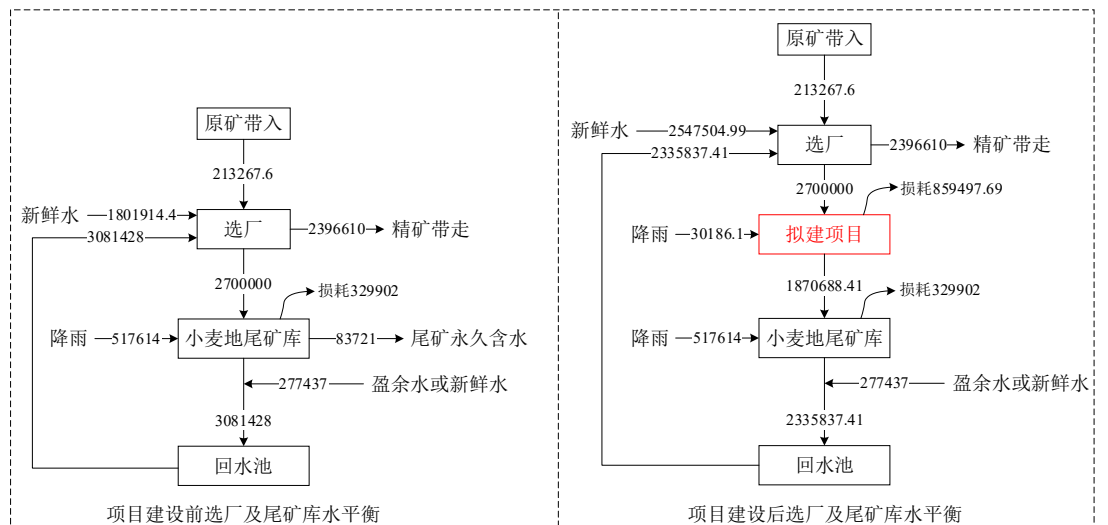 原矿带入
213267.6
新鲜水
1801914.4
3081428
选厂
2396610
精矿带走
2700000
损耗329902
降雨
517614
小麦地尾矿库
83721
尾矿永久含水
277437
盈余水或新鲜水
3081428
回水池
项目建设前选厂及尾矿库水平衡
原矿带入
213267.6
新鲜水
2547504.99
2335837.41
选厂
2396610
精矿带走
2700000
损耗859497.69
降雨
30186.1
拟建项目
1870688.41
损耗329902
降雨
517614
小麦地尾矿库
277437
盈余水或新鲜水
2335837.41
回水池
项目建设后选厂及尾矿库水平衡